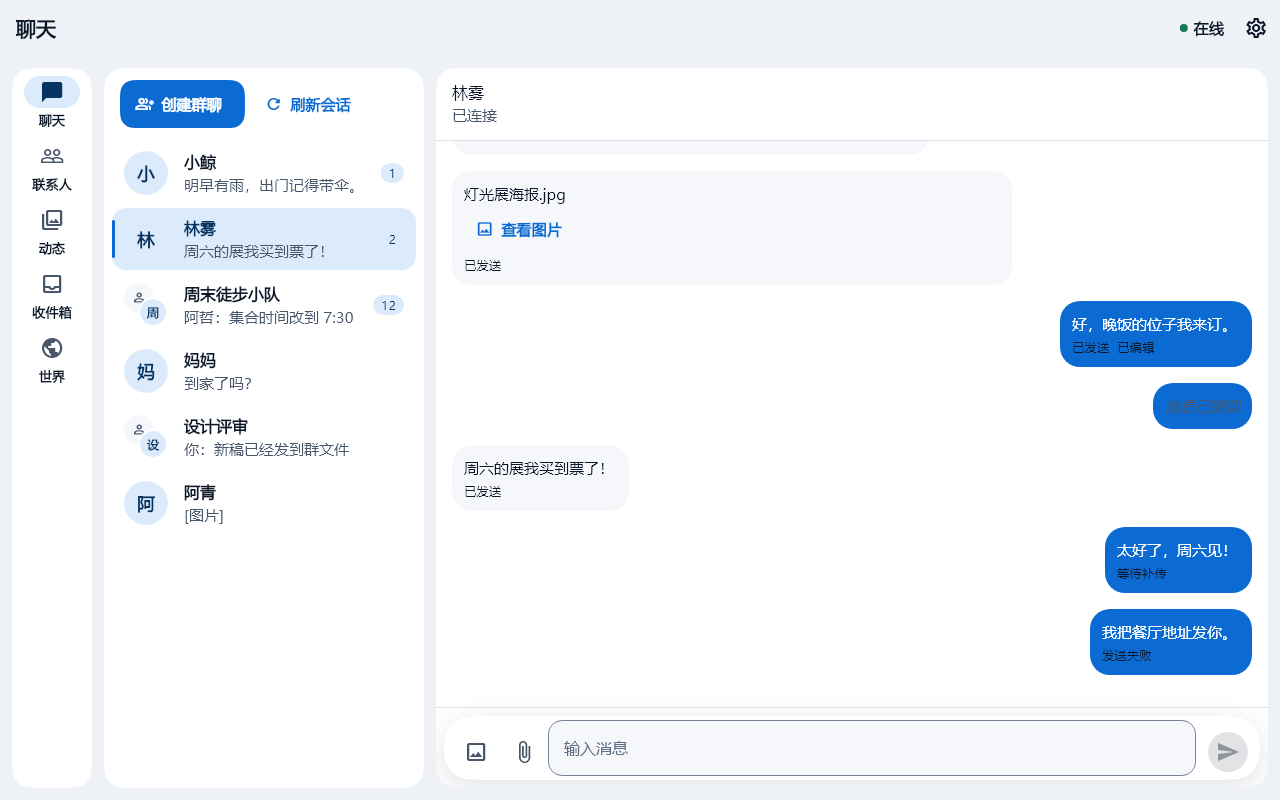 聊天
在线
聊天
联系人
动态
收件箱
世界
创建群聊
刷新会话
小
小鲸
明早有雨，出门记得带伞。
1
林
林雾
周六的展我买到票了！
2
周
周末徒步小队
阿哲：集合时间改到 7:30
12
妈
妈妈
到家了吗？
设
设计评审
你：新稿已经发到群文件
阿
阿青
[图片]
林雾
已连接
灯光展海报.jpg
查看图片
已发送
好，晚饭的位子我来订。
已发送 已编辑
消息已撤回
周六的展我买到票了！
已发送
太好了，周六见！
等待补传
我把餐厅地址发你。
发送失败
输入消息